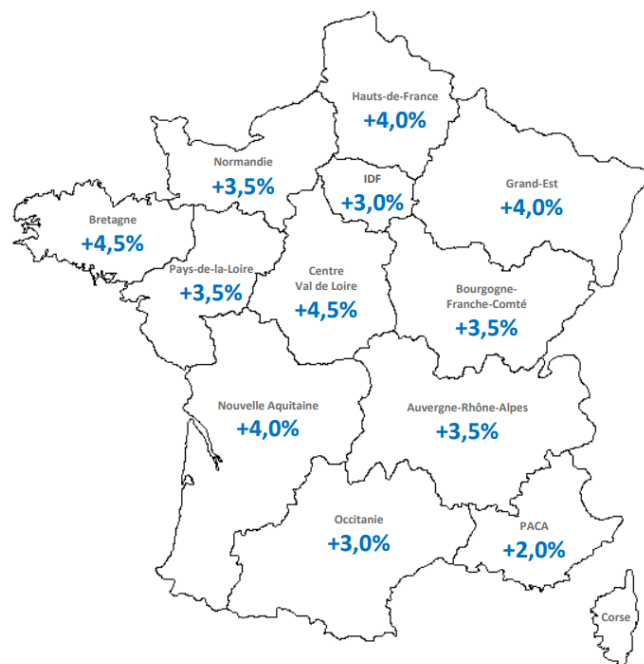 Hauts-de-France
+4,0%
Normandie
+3,5%
IDF
+3,0%
Grand-Est
+4,0%
Bretagne
+4,5%
Pays-de-la-Loire
+3,5%
Centre
Val de Loire
+4,5%
Bourgogne-
Franche-Comté
+3,5%
Nouvelle Aquitaine
+4,0%
Auvergne-Rhône-Alpes
+3,5%
Occitanie
+3,0%
PACA
+2,0%
Corse